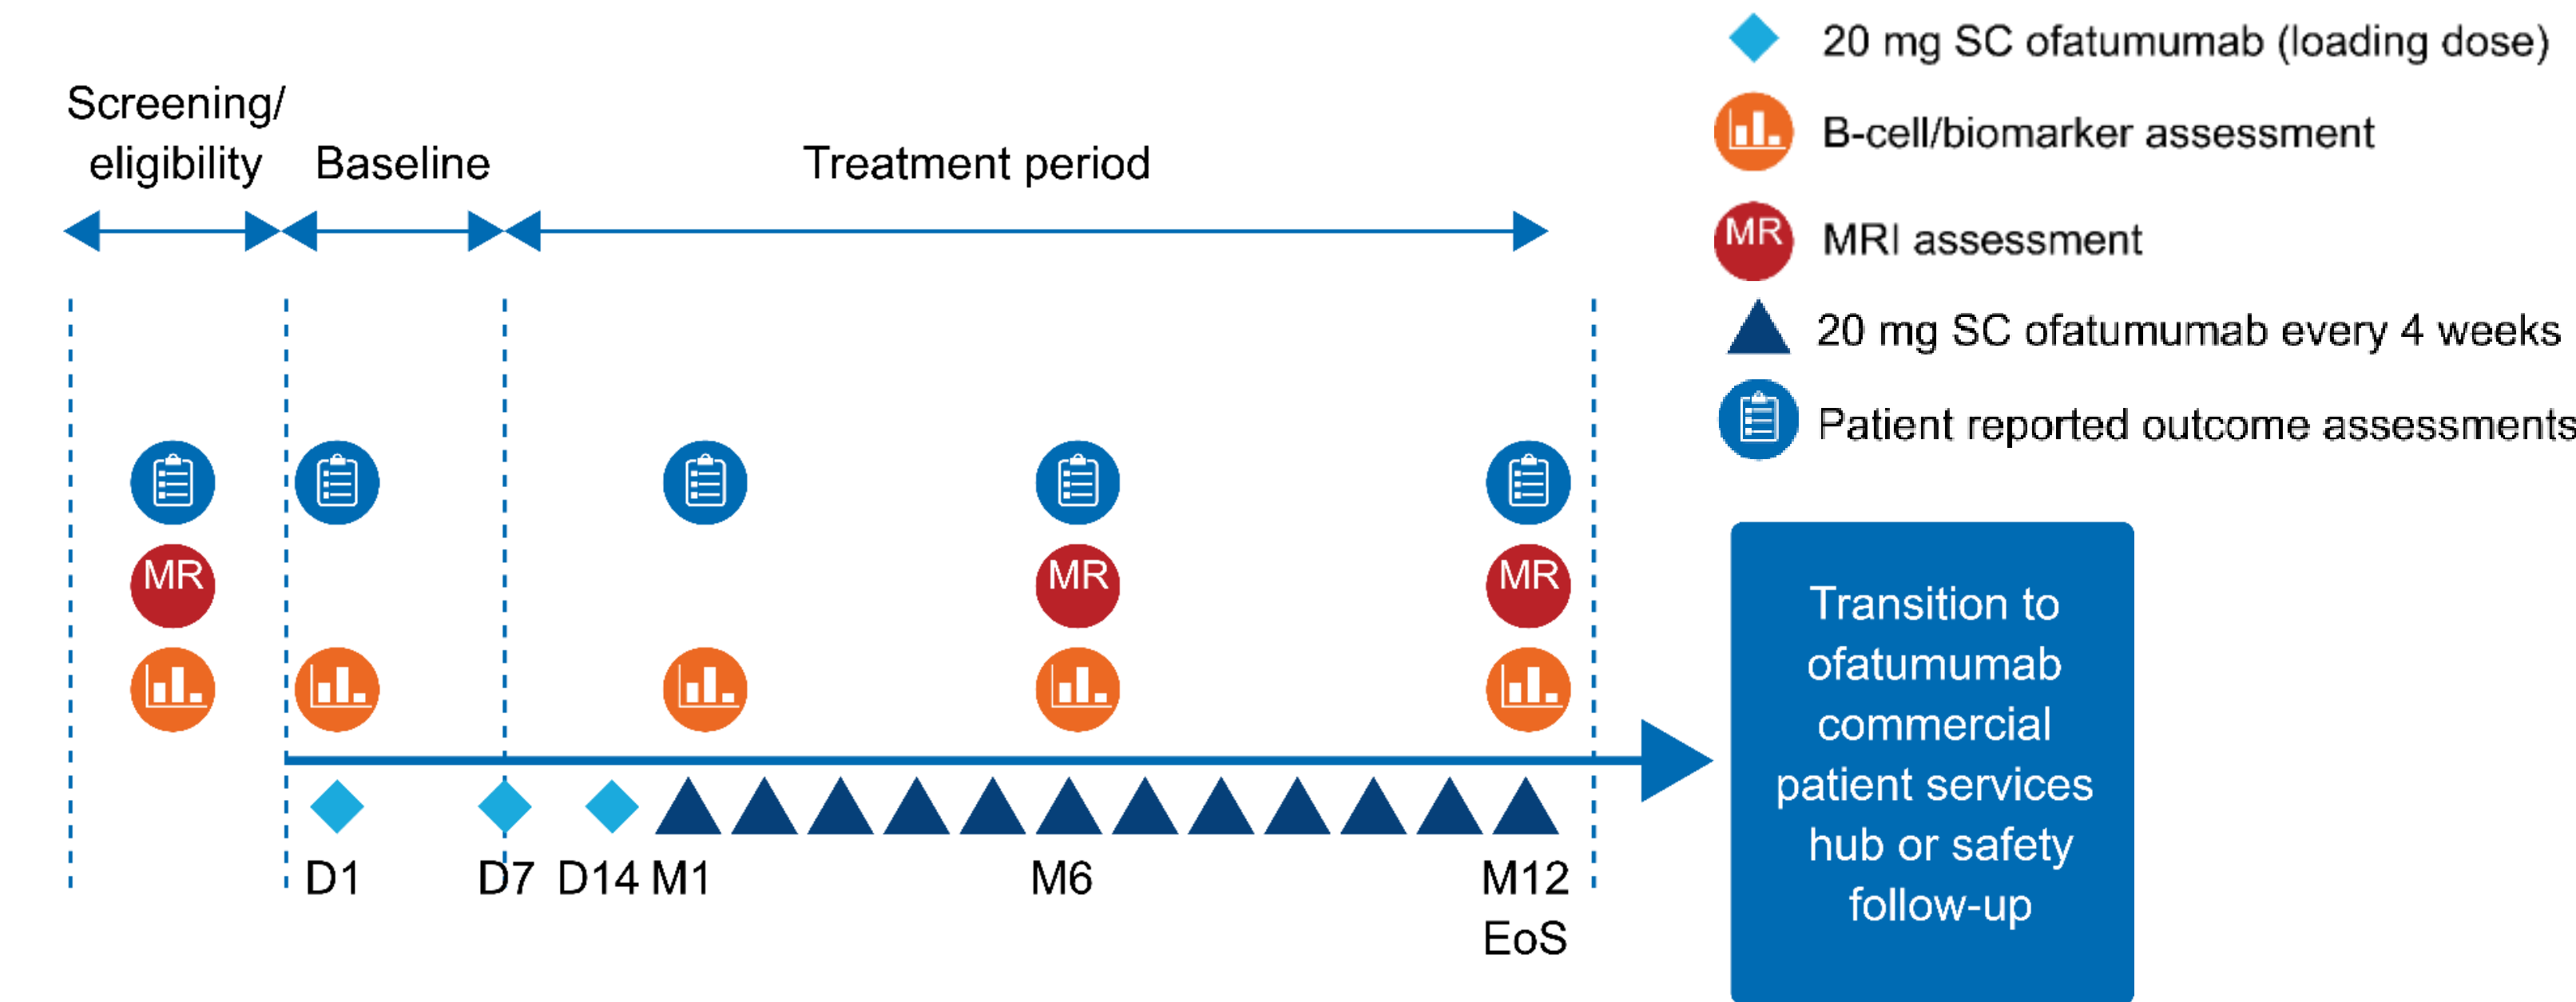 Screening/
eligibility
Baseline
Treatment period
20 mg SC ofatumumab (loading dose)
B-cell/biomarker assessment
MR
MRI assessment
20 mg SC ofatumumab every 4 weeks
Patient reported outcome assessments
MR
MR
MR
D1
D7
D14
M1
M6
M12
EoS
Transition to
ofatumumab
commercial
patient services
hub or safety
follow-up